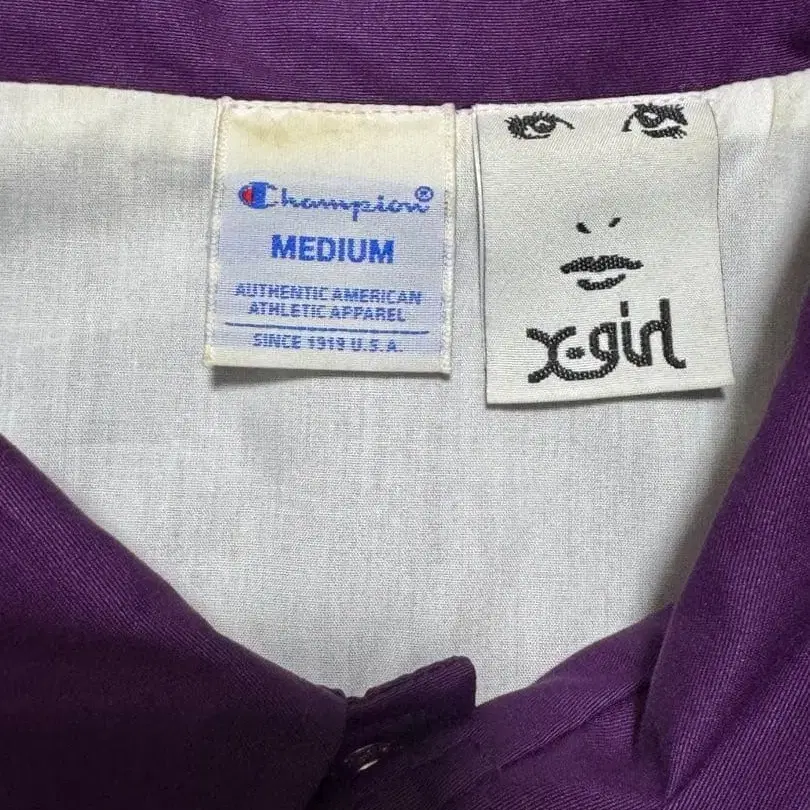 Champion®
MEDIUM
AUTHENTIC AMERICAN
ATHLETIC APPAREL
SINCE 1919 U.S.A.
X-girl